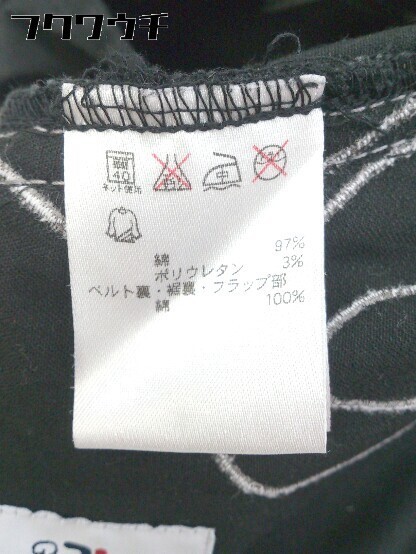 フクワウチ
40
ネット使用
中
綿 97%
ポリウレタン 3%
ベルト裏・裾裏・フラップ部
綿 100%